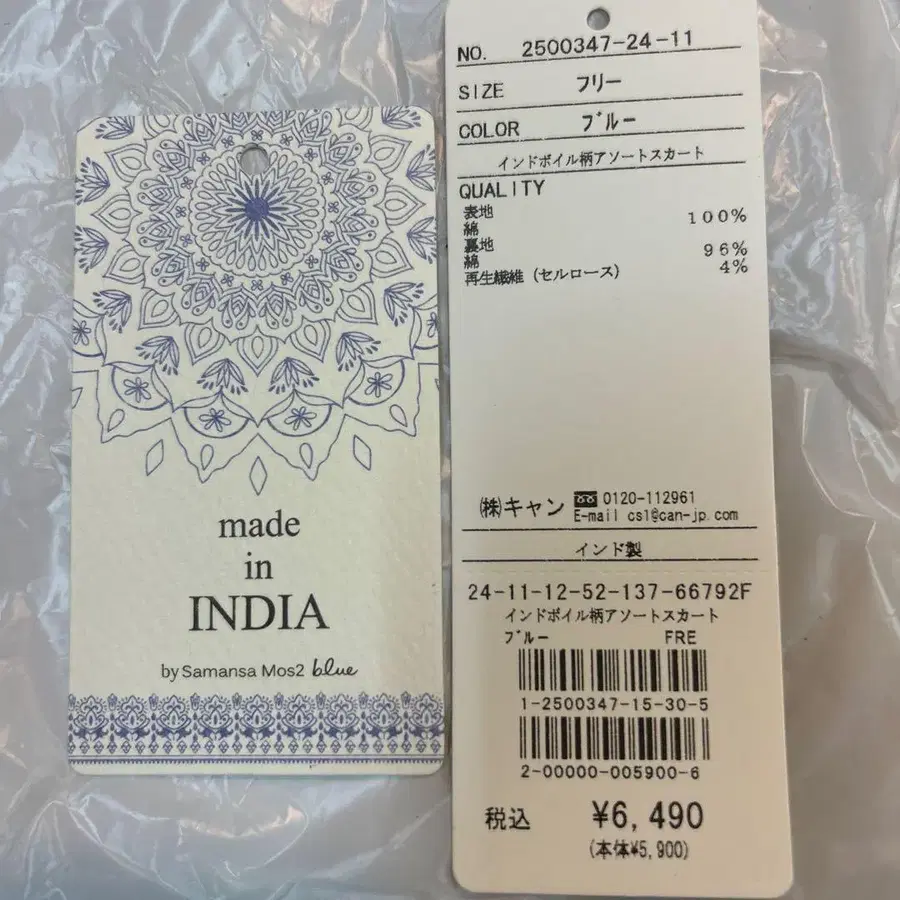 made
in
INDIA
by Samansa Mos2 blue
NO. 2500347-24-11
SIZE フリー
COLOR ブルー
インドボイル柄アソートスカート
QUALITY
表地
綿 100%
裏地
綿 96%
再生繊維（セルロース） 4%
㈱キャン 0120-112961
E-mail cs1@can-jp.com
インド製
24-11-12-52-137-66792F
インドボイル柄アソートスカート
ブルー FRE
1-2500347-15-30-5
2-00000-005900-6
税込 ¥6,490
(本体¥5,900)